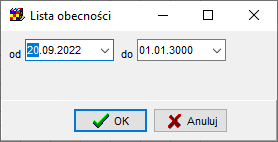 Lista obecności
od 20.09.2022 do 01.01.3000
OK Anuluj